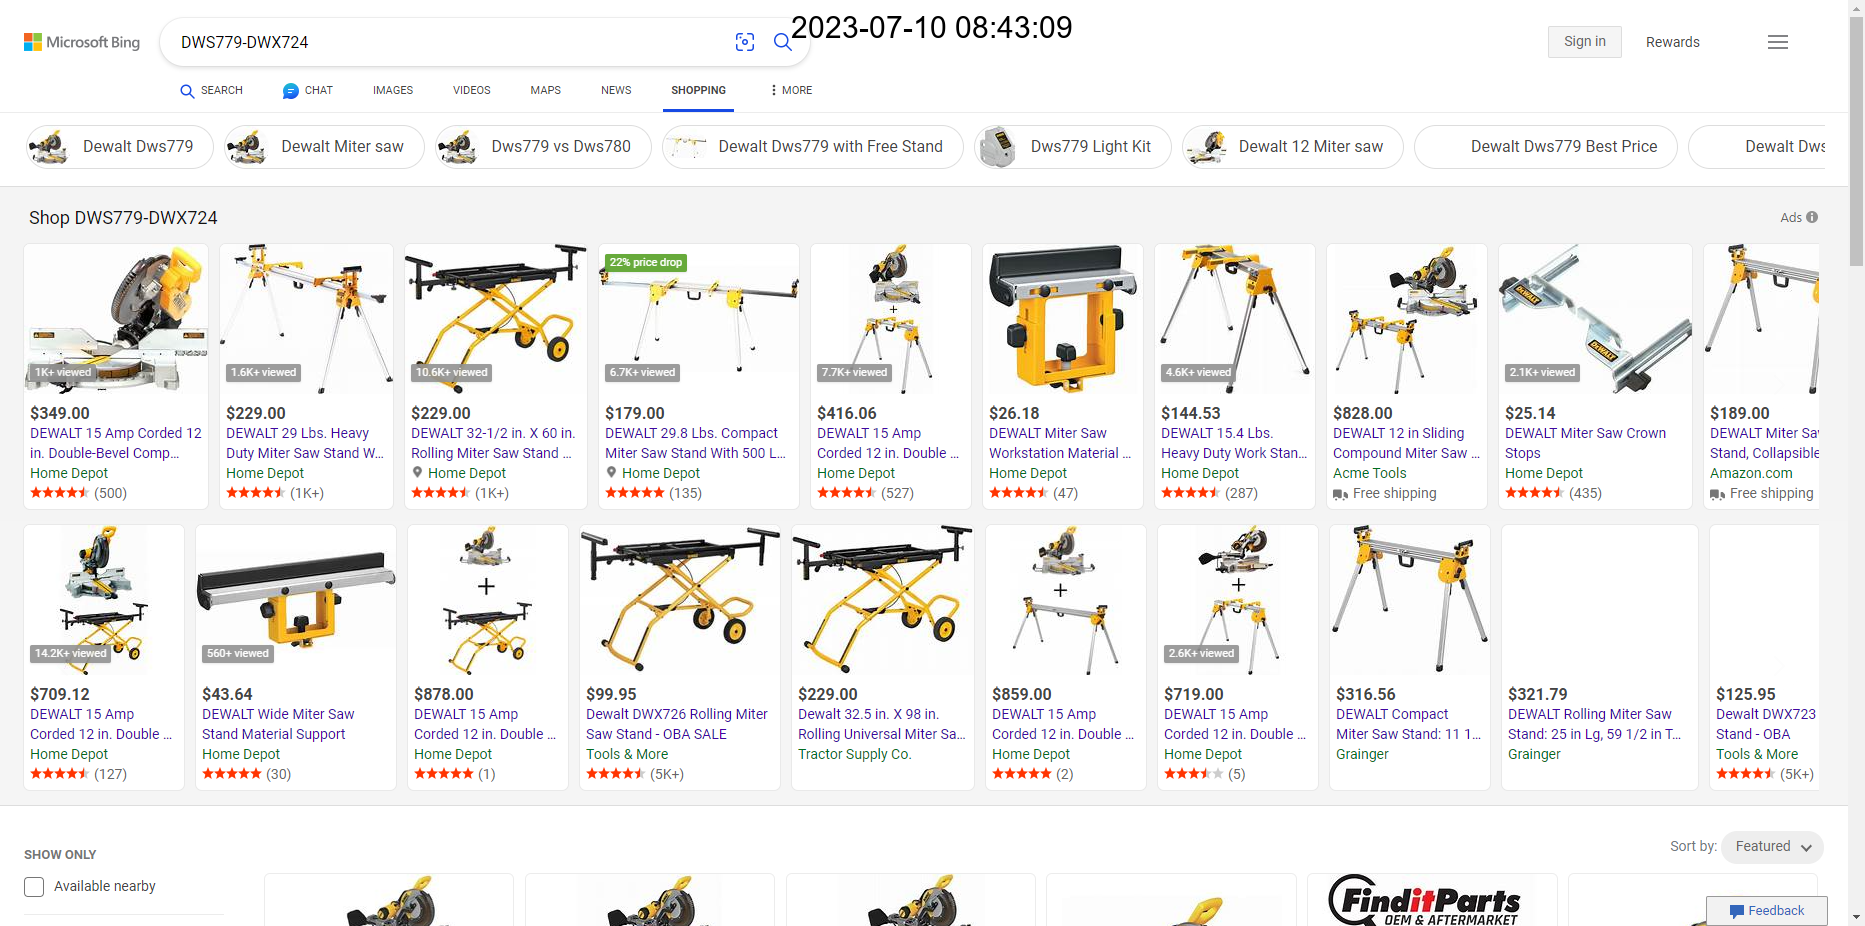 Microsoft Bing
DWS779-DWX724
2023-07-10 08:43:09
Sign in
Rewards
SEARCH
CHAT
IMAGES
VIDEOS
MAPS
NEWS
SHOPPING
MORE
Dewalt Dws779
Dewalt Miter saw
Dws779 vs Dws780
Dewalt Dws779 with Free Stand
Dws779 Light Kit
Dewalt 12 Miter saw
Dewalt Dws779 Best Price
Dewalt Dws
Shop DWS779-DWX724
Ads
1K+ viewed
$349.00
DEWALT 15 Amp Corded 12
in. Double-Bevel Comp...
Home Depot
(500)
1.6K+ viewed
$229.00
DEWALT 29 Lbs. Heavy
Duty Miter Saw Stand W...
Home Depot
(1K+)
10.6K+ viewed
$229.00
DEWALT 32-1/2 in. X 60 in.
Rolling Miter Saw Stand ...
Home Depot
(1K+)
22% price drop
6.7K+ viewed
$179.00
DEWALT 29.8 Lbs. Compact
Miter Saw Stand With 500 L...
Home Depot
(135)
7.7K+ viewed
$416.06
DEWALT 15 Amp
Corded 12 in. Double ...
Home Depot
(527)
$26.18
DEWALT Miter Saw
Workstation Material ...
Home Depot
(47)
4.6K+ viewed
$144.53
DEWALT 15.4 Lbs.
Heavy Duty Work Stan...
Home Depot
(287)
$828.00
DEWALT 12 in Sliding
Compound Miter Saw ...
Acme Tools
Free shipping
DEWALT
DEWALT
2.1K+ viewed
$25.14
DEWALT Miter Saw Crown
Stops
Home Depot
(435)
$189.00
DEWALT Miter Saw
Stand, Collapsible
Amazon.com
Free shipping
14.2K+ viewed
$709.12
DEWALT 15 Amp
Corded 12 in. Double ...
Home Depot
(127)
560+ viewed
$43.64
DEWALT Wide Miter Saw
Stand Material Support
Home Depot
(30)
$878.00
DEWALT 15 Amp
Corded 12 in. Double ...
Home Depot
(1)
$99.95
Dewalt DWX726 Rolling Miter
Saw Stand - OBA SALE
Tools & More
(5K+)
$229.00
Dewalt 32.5 in. X 98 in.
Rolling Universal Miter Sa...
Tractor Supply Co.
$859.00
DEWALT 15 Amp
Corded 12 in. Double ...
Home Depot
(2)
2.6K+ viewed
$719.00
DEWALT 15 Amp
Corded 12 in. Double ...
Home Depot
(5)
$316.56
DEWALT Compact
Miter Saw Stand: 11 1...
Grainger
$321.79
DEWALT Rolling Miter Saw
Stand: 25 in Lg, 59 1/2 in T...
Grainger
$125.95
Dewalt DWX723
Stand - OBA
Tools & More
(5K+)
SHOW ONLY
Available nearby
Sort by:
Featured
FinditParts
OEM & AFTERMARKET
Feedback